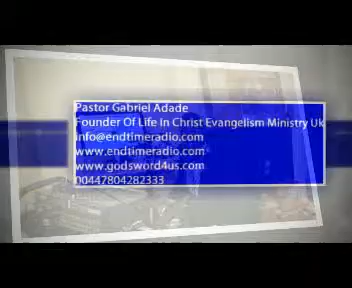 Pastor Gabriel Adade
Founder Of Life In Christ Evangelism Ministry Uk
info@endtimeradio.com
www.endtimeradio.com
www.godsword4us.com
00447804282333